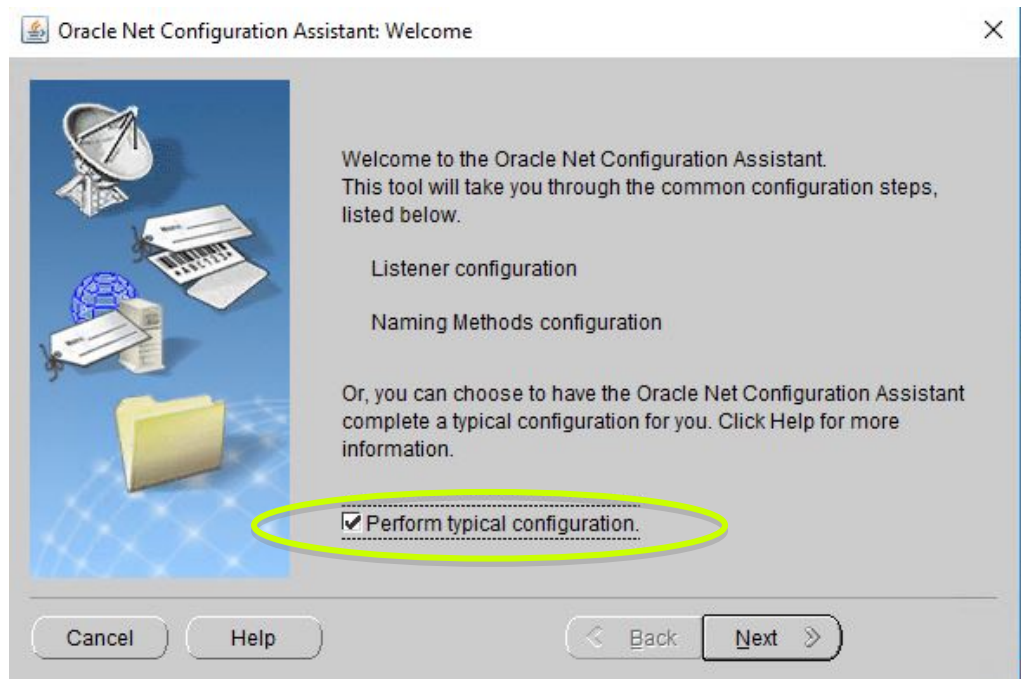 Oracle Net Configuration Assistant: Welcome
Welcome to the Oracle Net Configuration Assistant.
This tool will take you through the common configuration steps,
listed below.
Listener configuration
Naming Methods configuration
Or, you can choose to have the Oracle Net Configuration Assistant
complete a typical configuration for you. Click Help for more
information.
Perform typical configuration.
Cancel Help Back Next